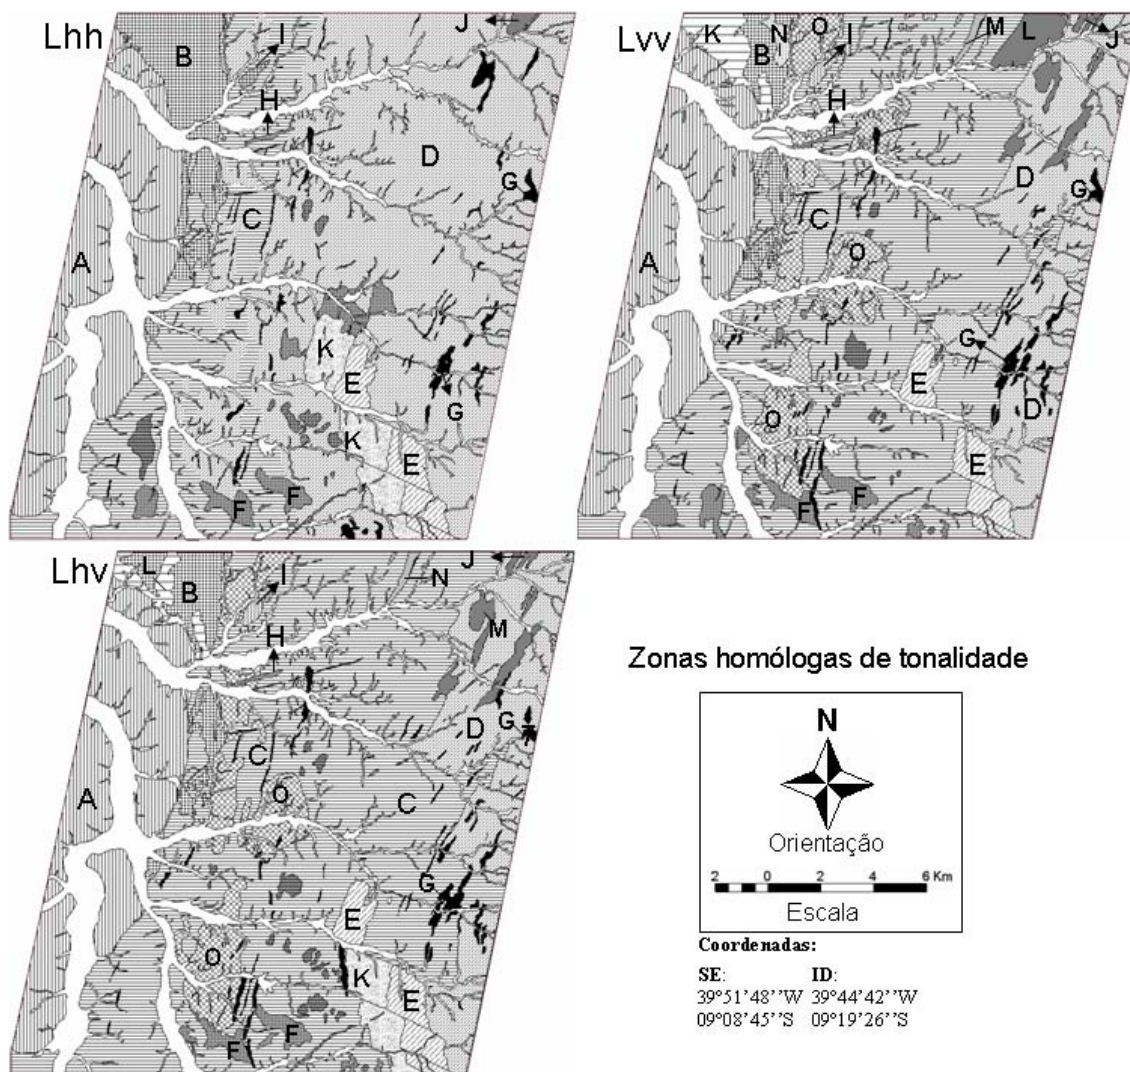 Lhh
B
I
J
H
D
G
C
A
K
E
G
K
E
F
F
Lvv
K
B
N
O
I
M
L
J
H
D
G
C
A
O
G
E
D
O
E
F
Lhv
L
B
I
N
J
H
M
D
G
C
A
O
C
G
E
O
K
E
F
F
Zonas homólogas de tonalidade
N
Orientação
2 0 2 4 6 Km
Escala
Coordenadas:
SE: ID:
39°51'48''W 39°44'42''W
09°08'45''S 09°19'26''S